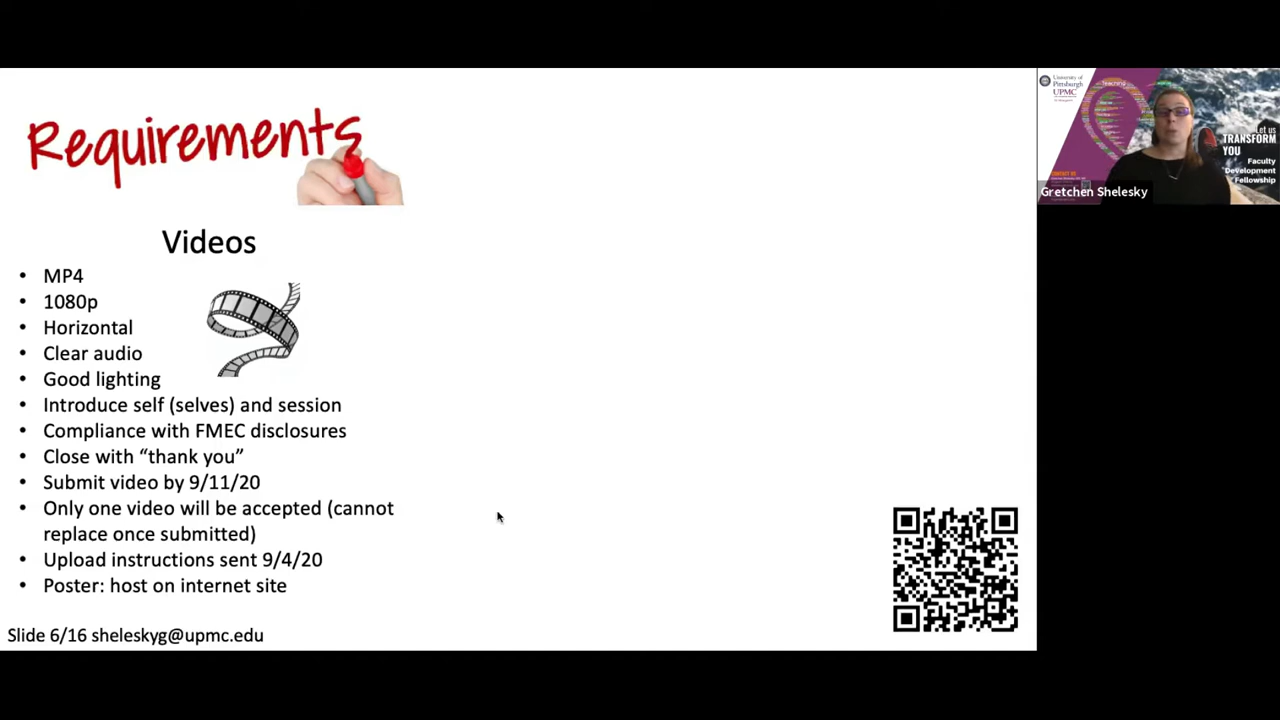 Requirements
Videos
• MP4
• 1080p
• Horizontal
• Clear audio
• Good lighting
• Introduce self (selves) and session
• Compliance with FMEC disclosures
• Close with “thank you”
• Submit video by 9/11/20
• Only one video will be accepted (cannot
replace once submitted)
• Upload instructions sent 9/4/20
• Poster: host on internet site
Slide 6/16 sheleskyg@upmc.edu
University of
Pittsburgh
UPMC
Teaching
Let us
TRANSFORM
YOU
Faculty
Development
Fellowship
Gretchen Shelesky